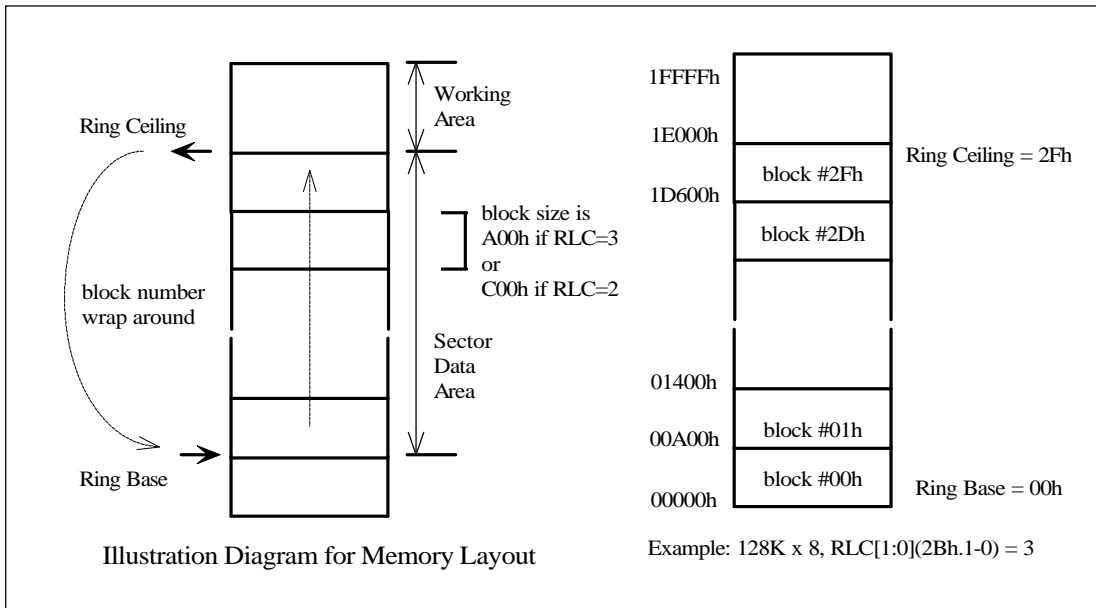 Working
Area
Ring Ceiling
block size is
A00h if RLC=3
or
C00h if RLC=2
block number
wrap around
Sector
Data
Area
Ring Base
Illustration Diagram for Memory Layout
1FFFFh
1E000h
Ring Ceiling = 2Fh
block #2Fh
1D600h
block #2Dh
01400h
block #01h
00A00h
block #00h
Ring Base = 00h
00000h
Example: 128K x 8, RLC[1:0](2Bh.1-0) = 3